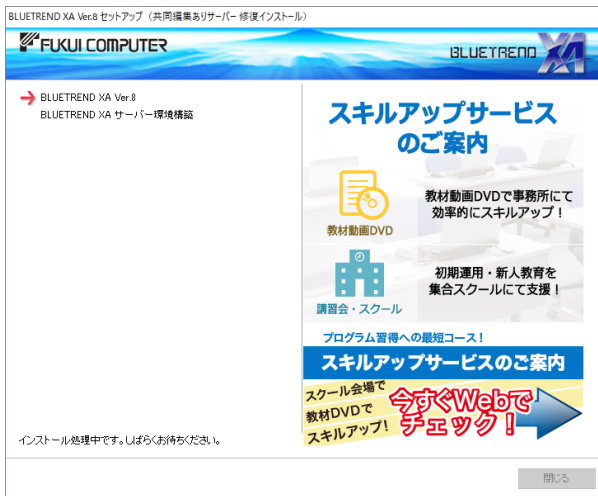 BLUETREND XA Ver.8 セットアップ（共同編集ありサーバー 修復インストール）
FUKUI COMPUTER
BLUETREND XA
BLUETREND XA Ver.8
BLUETREND XA サーバー環境構築
スキルアップサービス
のご案内
教材動画DVD
教材動画DVDで事務所にて
効率的にスキルアップ！
講習会・スクール
初期運用・新人教育を
集合スクールにて支援！
プログラム習得への最短コース！
スキルアップサービスのご案内
スクール会場で
教材DVDで
スキルアップ！
今すぐWebで
チェック！
インストール処理中です。しばらくお待ちください。
閉じる